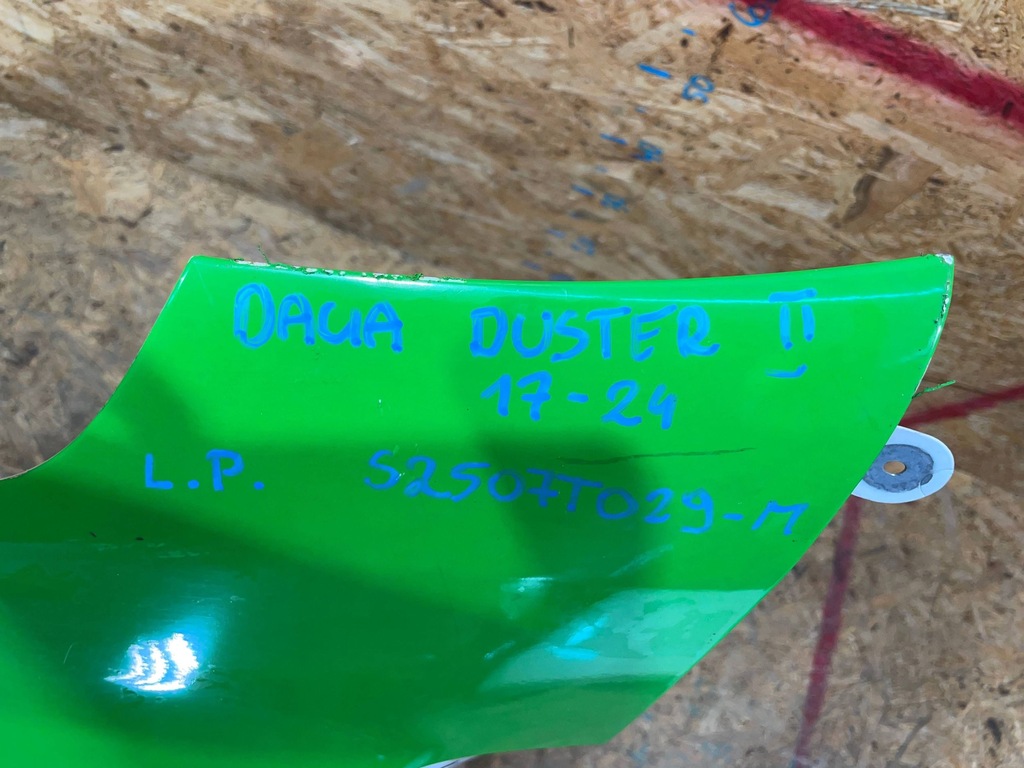 DACIA DUSTER II
17-24
L.P. S2507T029-M